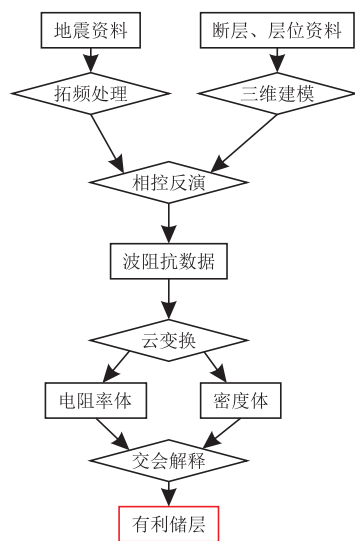 地震资料
断层、层位资料
拓频处理
三维建模
相控反演
波阻抗数据
云变换
电阻率体
密度体
交会解释
有利储层